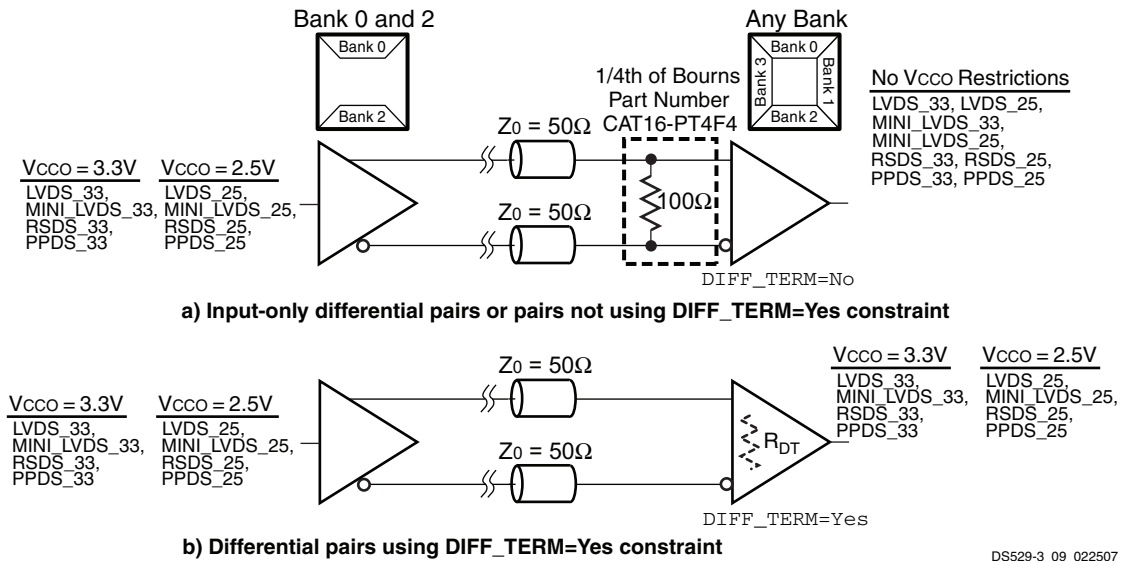 Bank 0 and 2
Bank 0
Bank 2
Any Bank
Bank 0
Bank 3
Bank 1
Bank 2
1/4th of Bourns
Part Number
CAT16-PT4F4
No VCCO Restrictions
LVDS_33, LVDS_25,
MINI_LVDS_33,
MINI_LVDS_25,
RSDS_33, RSDS_25,
PPDS_33, PPDS_25
VCCO = 3.3V
LVDS_33,
MINI_LVDS_33,
RSDS_33,
PPDS_33
VCCO = 2.5V
LVDS_25,
MINI_LVDS_25,
RSDS_25,
PPDS_25
Z0 = 50Ω
Z0 = 50Ω
100Ω
DIFF_TERM=No
a) Input-only differential pairs or pairs not using DIFF_TERM=Yes constraint
VCCO = 3.3V
LVDS_33,
MINI_LVDS_33,
RSDS_33,
PPDS_33
VCCO = 2.5V
LVDS_25,
MINI_LVDS_25,
RSDS_25,
PPDS_25
Z0 = 50Ω
Z0 = 50Ω
RDT
DIFF_TERM=Yes
VCCO = 3.3V
LVDS_33,
MINI_LVDS_33,
RSDS_33,
PPDS_33
VCCO = 2.5V
LVDS_25,
MINI_LVDS_25,
RSDS_25,
PPDS_25
b) Differential pairs using DIFF_TERM=Yes constraint
DS529-3_09_022507